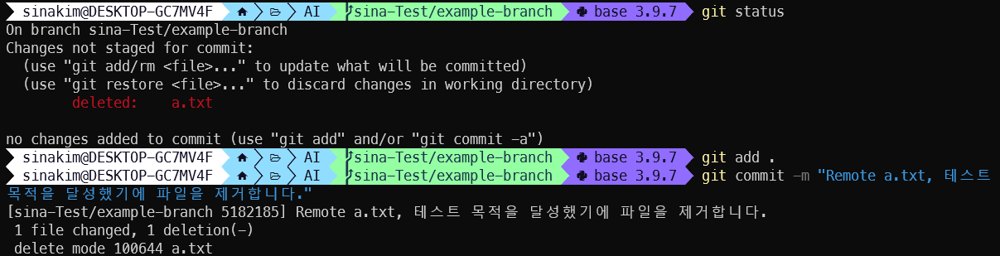 sinakim@DESKTOP-GC7MV4F AI sina-Test/example-branch base 3.9.7 git status
On branch sina-Test/example-branch
Changes not staged for commit:
(use "git add/rm <file>..." to update what will be committed)
(use "git restore <file>..." to discard changes in working directory)
deleted: a.txt
no changes added to commit (use "git add" and/or "git commit -a")
sinakim@DESKTOP-GC7MV4F AI sina-Test/example-branch base 3.9.7 git add .
sinakim@DESKTOP-GC7MV4F AI sina-Test/example-branch base 3.9.7 git commit -m "Remote a.txt, 테스트
목적을 달성했기에 파일을 제거합니다."
[sina-Test/example-branch 5182185] Remote a.txt, 테스트 목적을 달성했기에 파일을 제거합니다.
1 file changed, 1 deletion(-)
delete mode 100644 a.txt